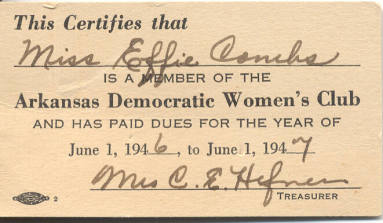 This Certifies that
Miss Effie Combs
IS A MEMBER OF THE
Arkansas Democratic Women's Club
AND HAS PAID DUES FOR THE YEAR OF
June 1, 1946, to June 1, 1947
Mrs C. E. Hefner
TREASURER
2